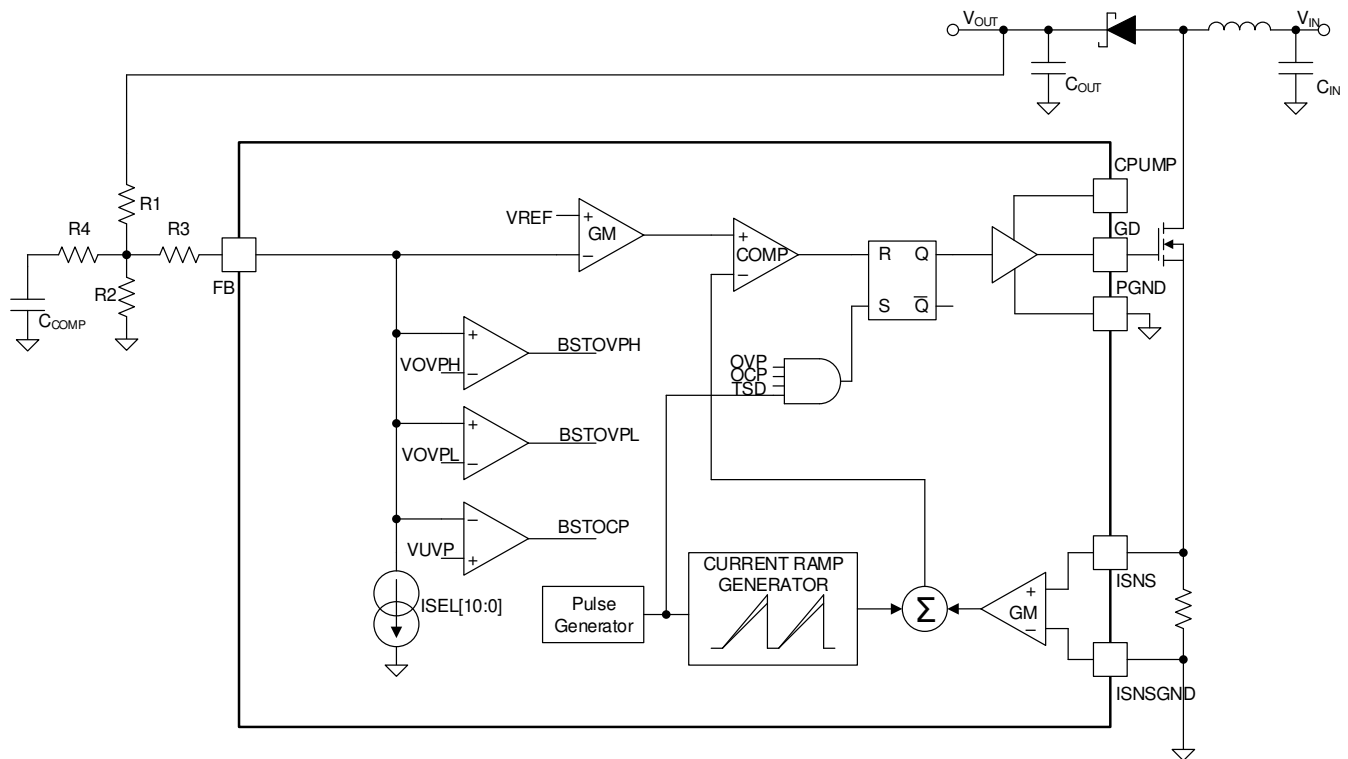 VOUT
VIN
COUT
CIN
CPUMP
R1
VREF
+
GM
−
+
COMP
−
R Q
S Q̅
GD
R4
R3
FB
PGND
R2
CCOMP
+
VOVPH
−
BSTOVPH
OVP
OCP
TSD
+
VOVPL
−
BSTOVPL
−
VUVP
+
BSTOCP
ISEL[10:0]
Pulse
Generator
CURRENT RAMP
GENERATOR
Σ
+
GM
−
ISNS
ISNSGND